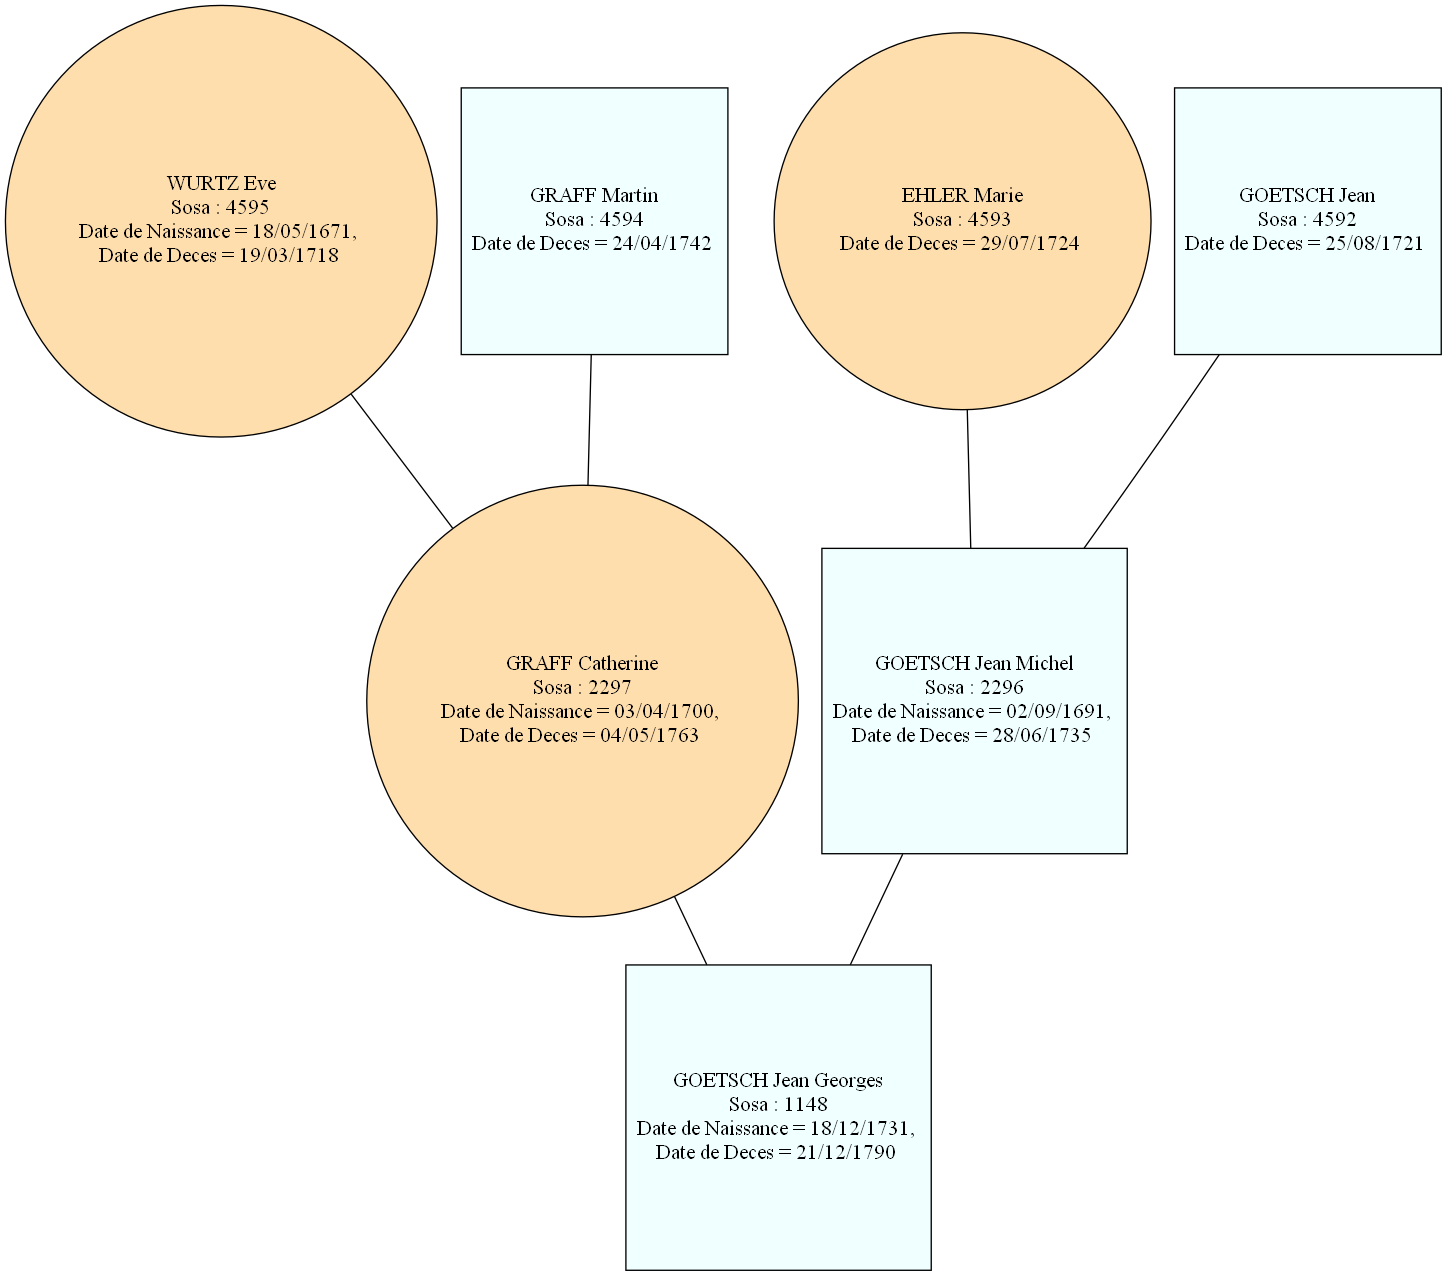 WURTZ Eve
Sosa : 4595
Date de Naissance = 18/05/1671,
Date de Deces = 19/03/1718
GRAFF Martin
Sosa : 4594
Date de Deces = 24/04/1742
EHLER Marie
Sosa : 4593
Date de Deces = 29/07/1724
GOETSCH Jean
Sosa : 4592
Date de Deces = 25/08/1721
GRAFF Catherine
Sosa : 2297
Date de Naissance = 03/04/1700,
Date de Deces = 04/05/1763
GOETSCH Jean Michel
Sosa : 2296
Date de Naissance = 02/09/1691,
Date de Deces = 28/06/1735
GOETSCH Jean Georges
Sosa : 1148
Date de Naissance = 18/12/1731,
Date de Deces = 21/12/1790